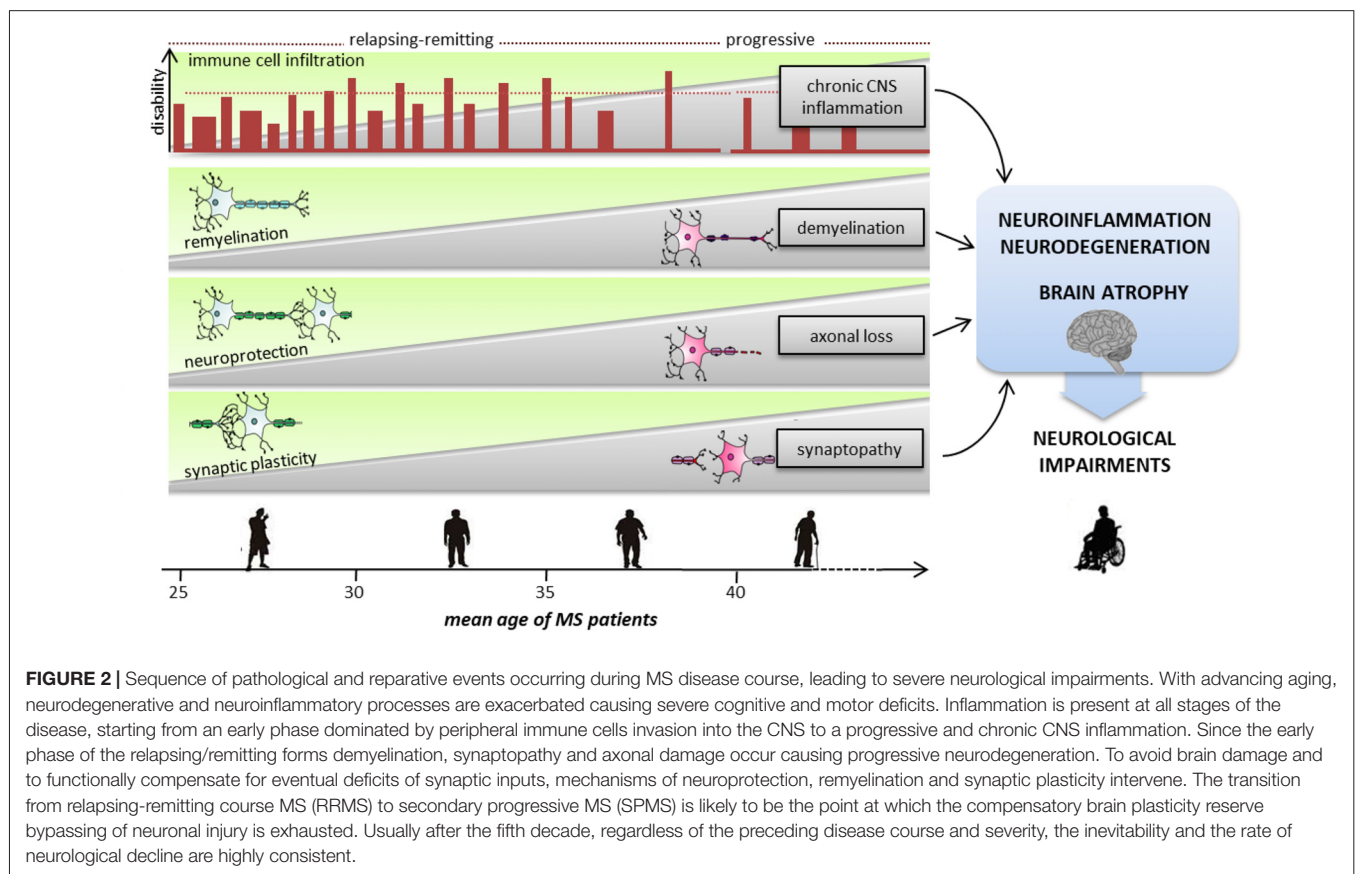 relapsing-remitting progressive
immune cell infiltration
disability
chronic CNS
inflammation
remyelination
demyelination
neuroprotection
axonal loss
synaptic plasticity
synaptopathy
NEUROINFLAMMATION
NEURODEGENERATION
BRAIN ATROPHY
NEUROLOGICAL
IMPAIRMENTS
25 30 35 40
mean age of MS patients
FIGURE 2 | Sequence of pathological and reparative events occurring during MS disease course, leading to severe neurological impairments. With advancing aging,
neurodegenerative and neuroinflammatory processes are exacerbated causing severe cognitive and motor deficits. Inflammation is present at all stages of the
disease, starting from an early phase dominated by peripheral immune cells invasion into the CNS to a progressive and chronic CNS inflammation. Since the early
phase of the relapsing/remitting forms demyelination, synaptopathy and axonal damage occur causing progressive neurodegeneration. To avoid brain damage and
to functionally compensate for eventual deficits of synaptic inputs, mechanisms of neuroprotection, remyelination and synaptic plasticity intervene. The transition
from relapsing-remitting course MS (RRMS) to secondary progressive MS (SPMS) is likely to be the point at which the compensatory brain plasticity reserve
bypassing of neuronal injury is exhausted. Usually after the fifth decade, regardless of the preceding disease course and severity, the inevitability and the rate of
neurological decline are highly consistent.